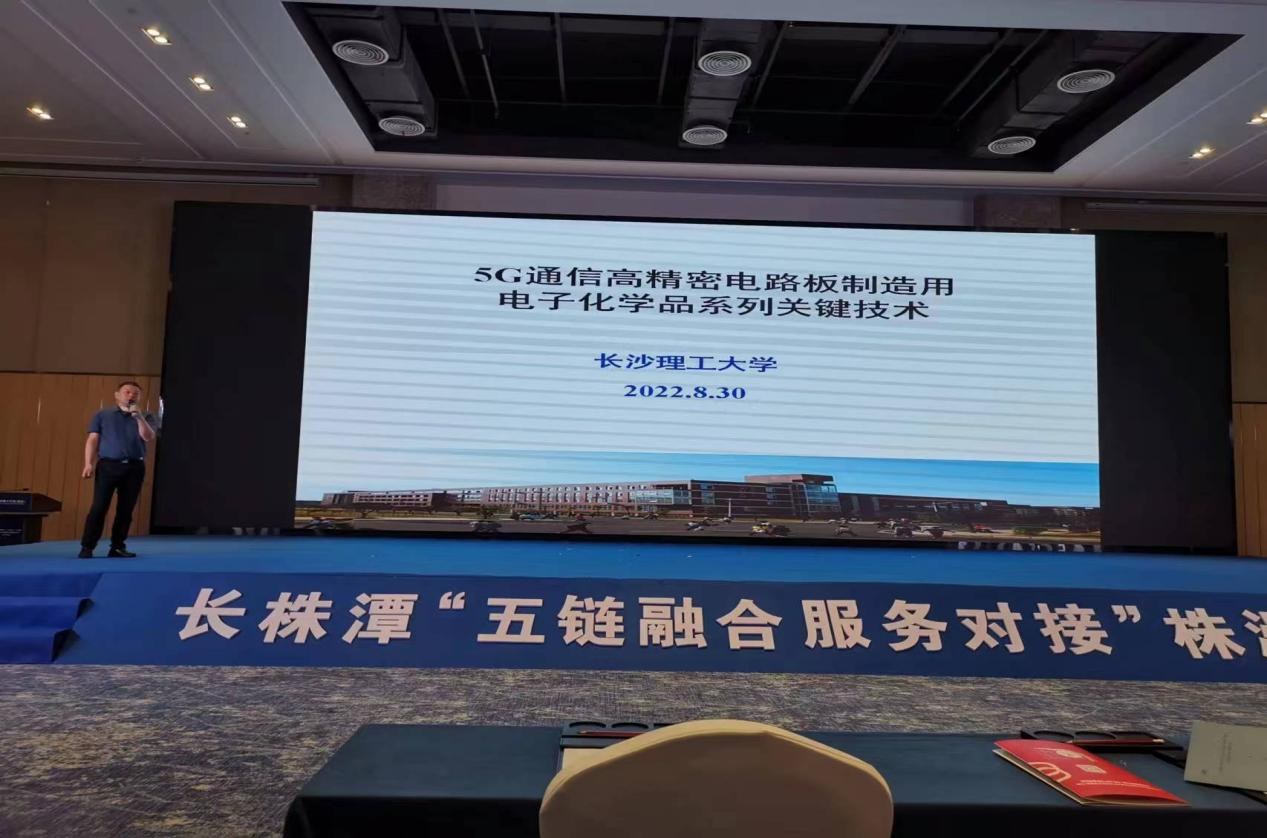 5G通信高精密电路板制造用
电子化学品系列关键技术
长沙理工大学
2022.8.30
长株潭“五链融合服务对接”株